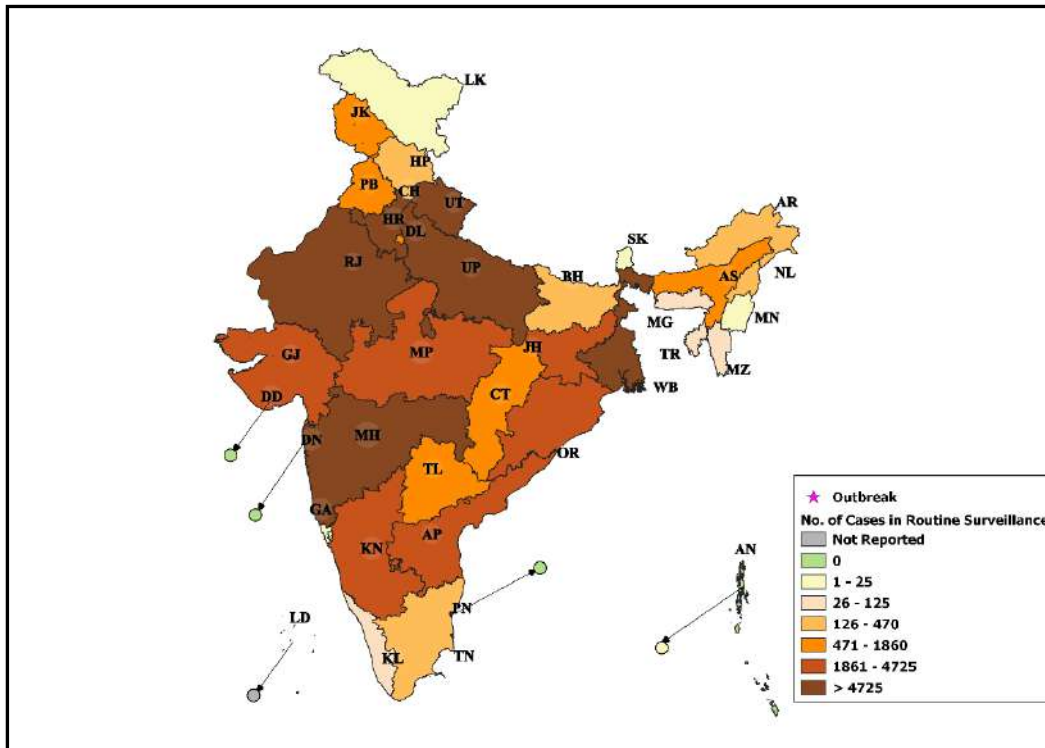 LK
JK
HP
PB
CH
UT
HR
DL
AR
SK
RJ
UP
BH
AS
NL
MG
MN
GJ
MP
JH
TR
MZ
WB
DD
CT
DN
MH
OR
TL
GA
AP
KN
AN
PN
LD
KL
TN
Outbreak
No. of Cases in Routine Surveillance
Not Reported
0
1 - 25
26 - 125
126 - 470
471 - 1860
1861 - 4725
> 4725